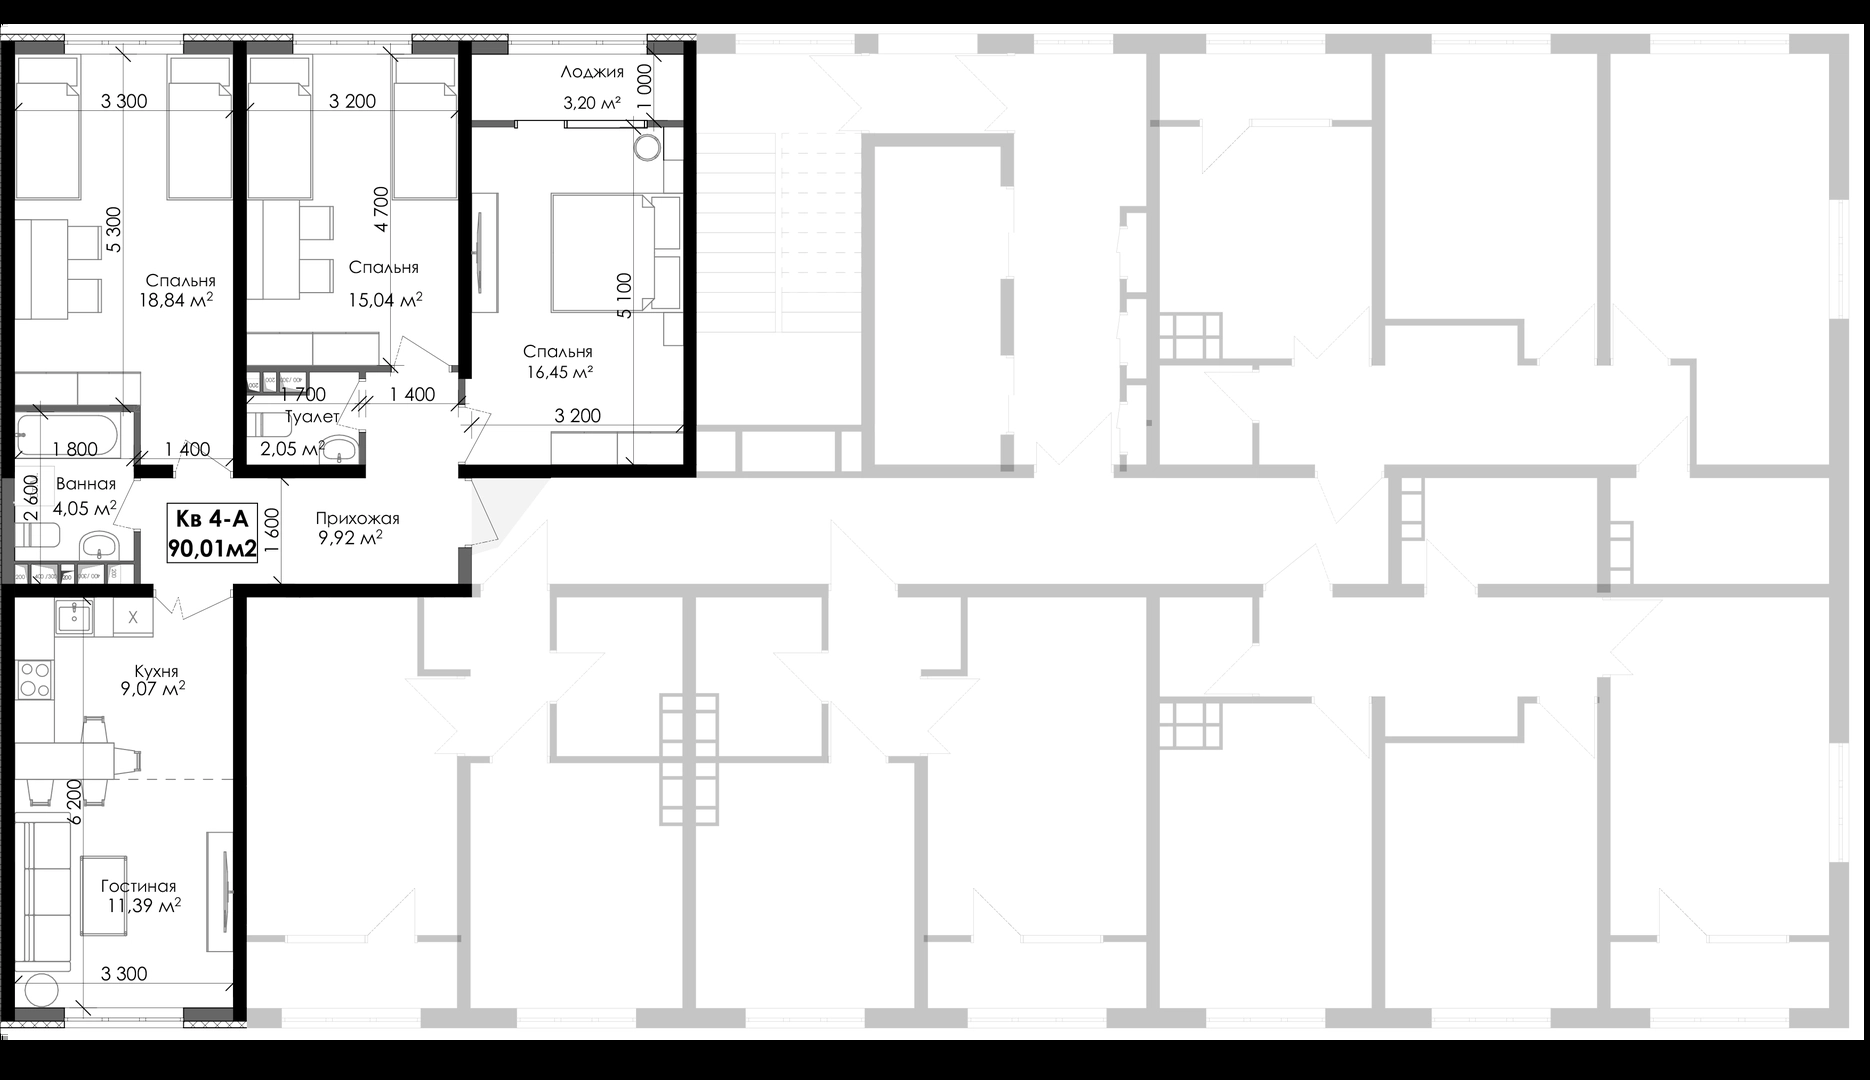 Лоджия
3,20 м²
1 000
3 300
3 200
5 300
4 700
5 100
Спальня
18,84 м²
Спальня
15,04 м²
Спальня
16,45 м²
3 200
1 700
1 400
Туалет
2,05 м²
1 800
1 400
Ванная
4,05 м²
2 600
Кв 4-А
90,01м2
1 600
Прихожая
9,92 м²
X
Кухня
9,07 м²
6 200
Гостиная
11,39 м²
3 300